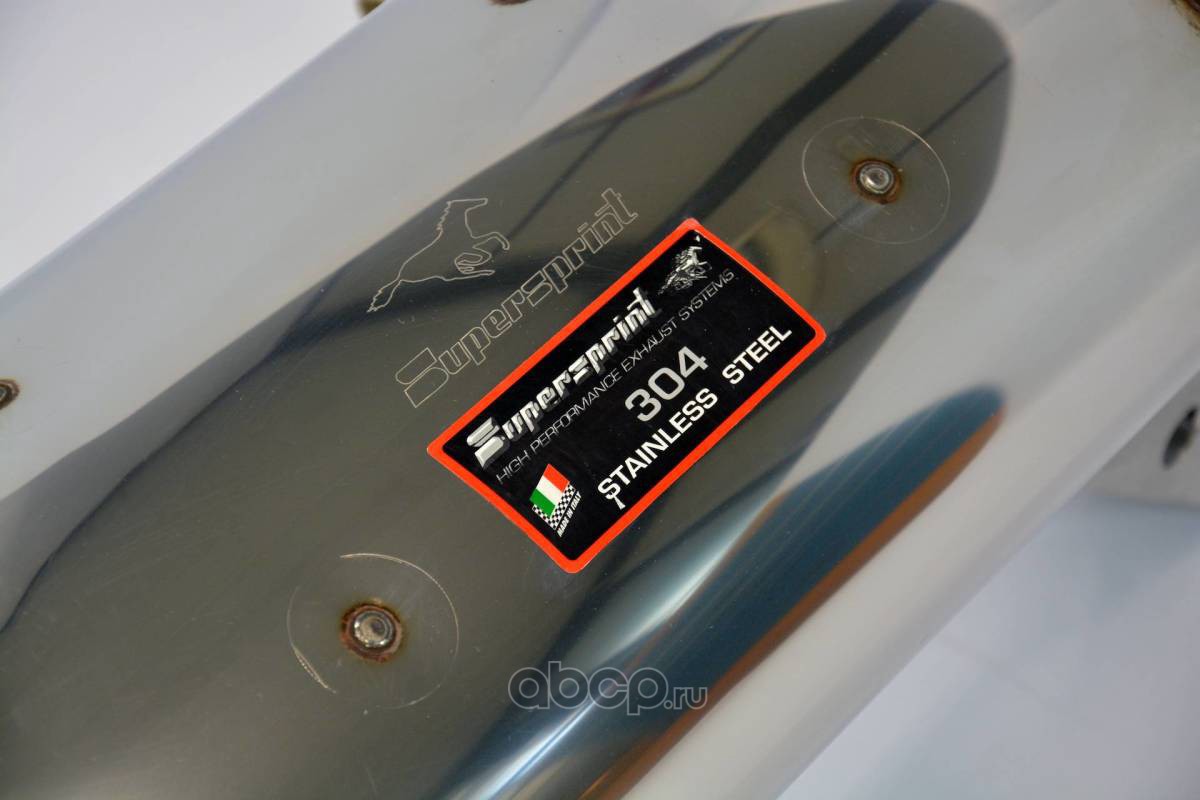 Supersprint
Supersprint
HIGH PERFORMANCE EXHAUST SYSTEMS
304
STAINLESS STEEL
MADE IN ITALY
abcp.ru